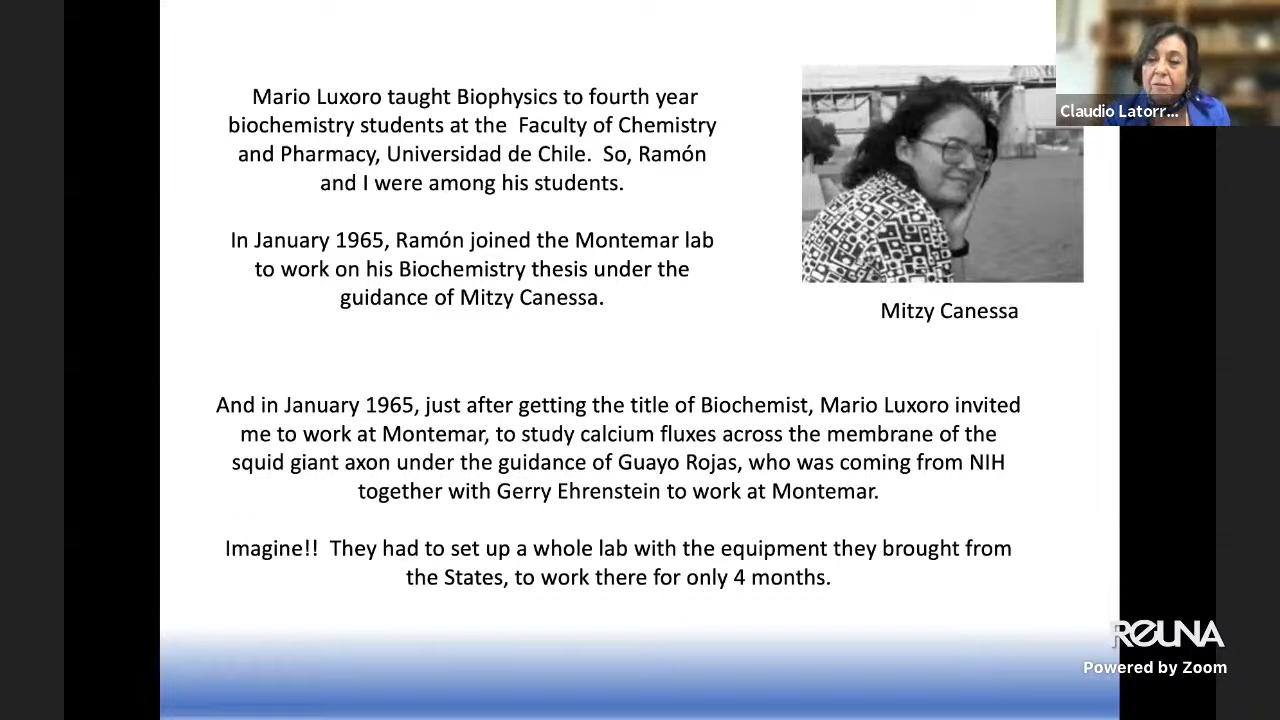 Mario Luxoro taught Biophysics to fourth year
biochemistry students at the Faculty of Chemistry
and Pharmacy, Universidad de Chile. So, Ramón
and I were among his students.
In January 1965, Ramón joined the Montemar lab
to work on his Biochemistry thesis under the
guidance of Mitzy Canessa.
Claudio Latorr...
Mitzy Canessa
And in January 1965, just after getting the title of Biochemist, Mario Luxoro invited
me to work at Montemar, to study calcium fluxes across the membrane of the
squid giant axon under the guidance of Guayo Rojas, who was coming from NIH
together with Gerry Ehrenstein to work at Montemar.
Imagine!! They had to set up a whole lab with the equipment they brought from
the States, to work there for only 4 months.
REUNA
Powered by Zoom